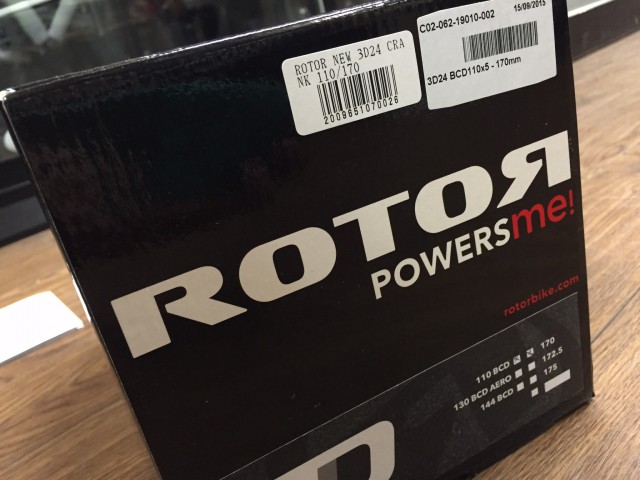 ROTOR NEW 3D24 CRA
NK 110/170
2009851070026
C02-062-19010-002
15/09/2015
3D24 BCD110x5 - 170mm
ROTOR
POWERSme!
rotorbike.com
110 BCD 170
130 BCD AERO 172.5
144 BCD 175